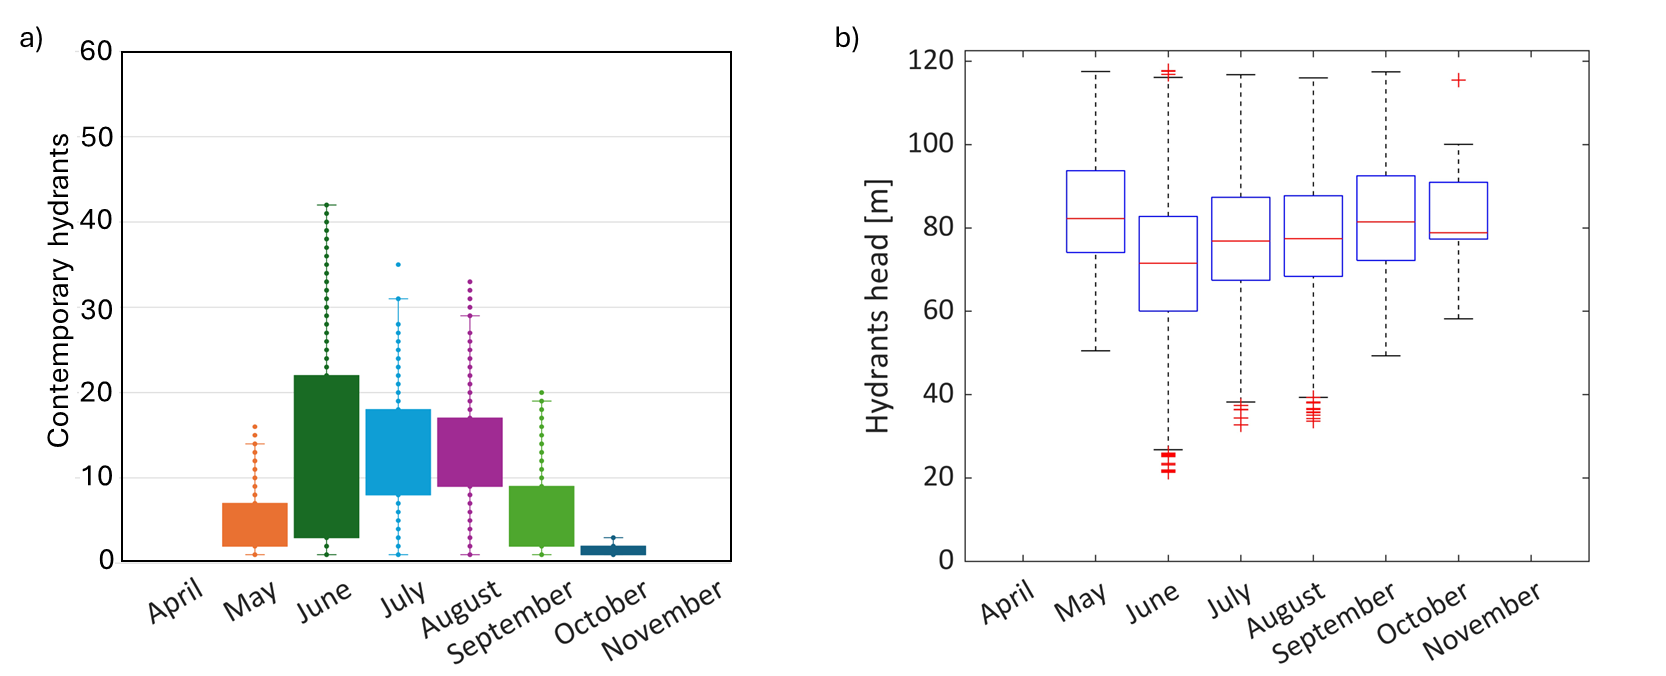 a)
Contemporary hydrants
60
50
40
30
20
10
0
April
May
June
July
August
September
October
November
b)
Hydrants head [m]
120
100
80
60
40
20
0
April
May
June
July
August
September
October
November